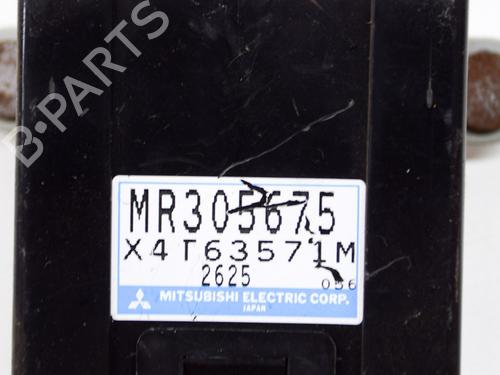 B-PARTS
MR305675
X4T63571M
2625 056
MITSUBISHI ELECTRIC CORP.
JAPAN